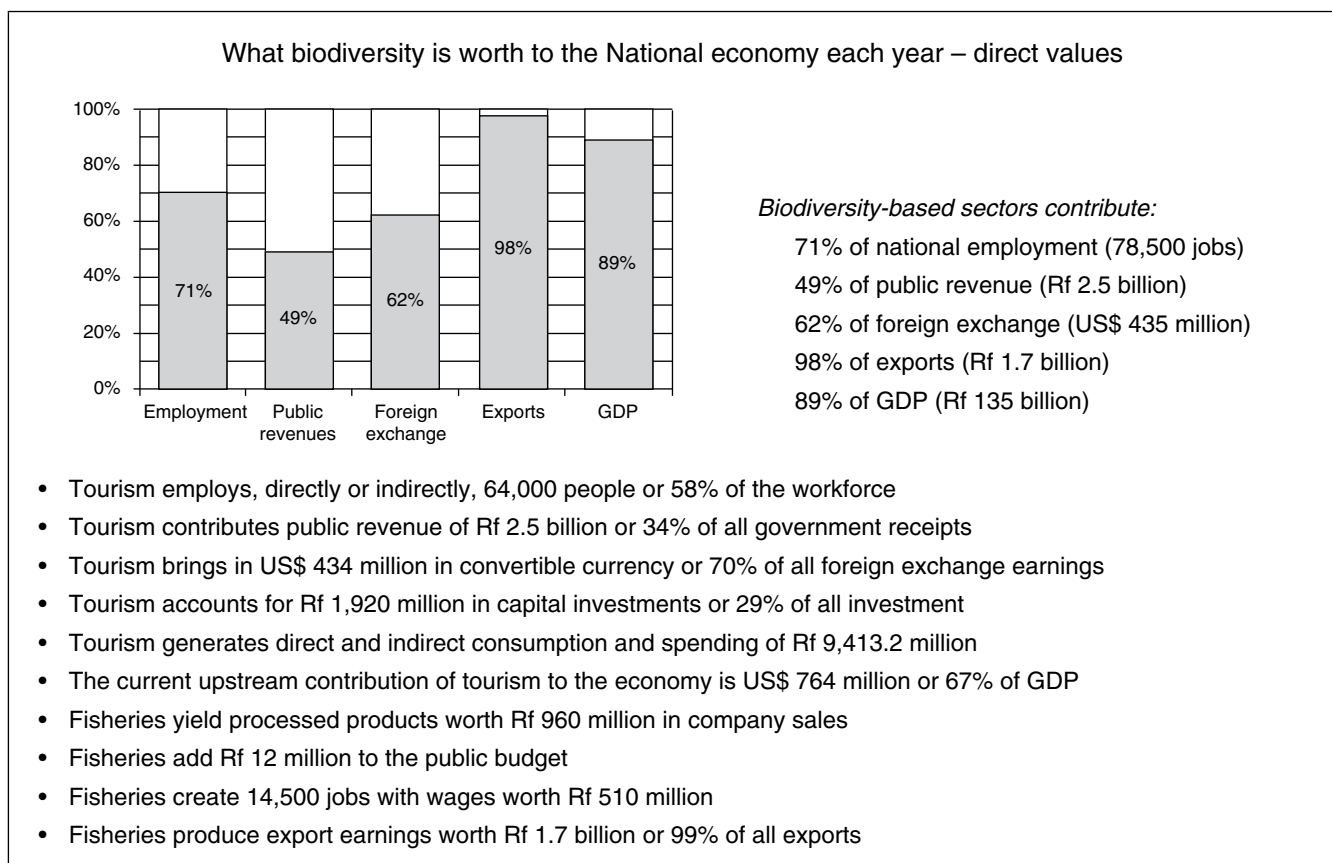 What biodiversity is worth to the National economy each year – direct values
100%
80%
60%
40%
20%
0%
71%
49%
62%
98%
89%
Employment
Public
revenues
Foreign
exchange
Exports
GDP
Biodiversity-based sectors contribute:
71% of national employment (78,500 jobs)
49% of public revenue (Rf 2.5 billion)
62% of foreign exchange (US$ 435 million)
98% of exports (Rf 1.7 billion)
89% of GDP (Rf 135 billion)
• Tourism employs, directly or indirectly, 64,000 people or 58% of the workforce
• Tourism contributes public revenue of Rf 2.5 billion or 34% of all government receipts
• Tourism brings in US$ 434 million in convertible currency or 70% of all foreign exchange earnings
• Tourism accounts for Rf 1,920 million in capital investments or 29% of all investment
• Tourism generates direct and indirect consumption and spending of Rf 9,413.2 million
• The current upstream contribution of tourism to the economy is US$ 764 million or 67% of GDP
• Fisheries yield processed products worth Rf 960 million in company sales
• Fisheries add Rf 12 million to the public budget
• Fisheries create 14,500 jobs with wages worth Rf 510 million
• Fisheries produce export earnings worth Rf 1.7 billion or 99% of all exports